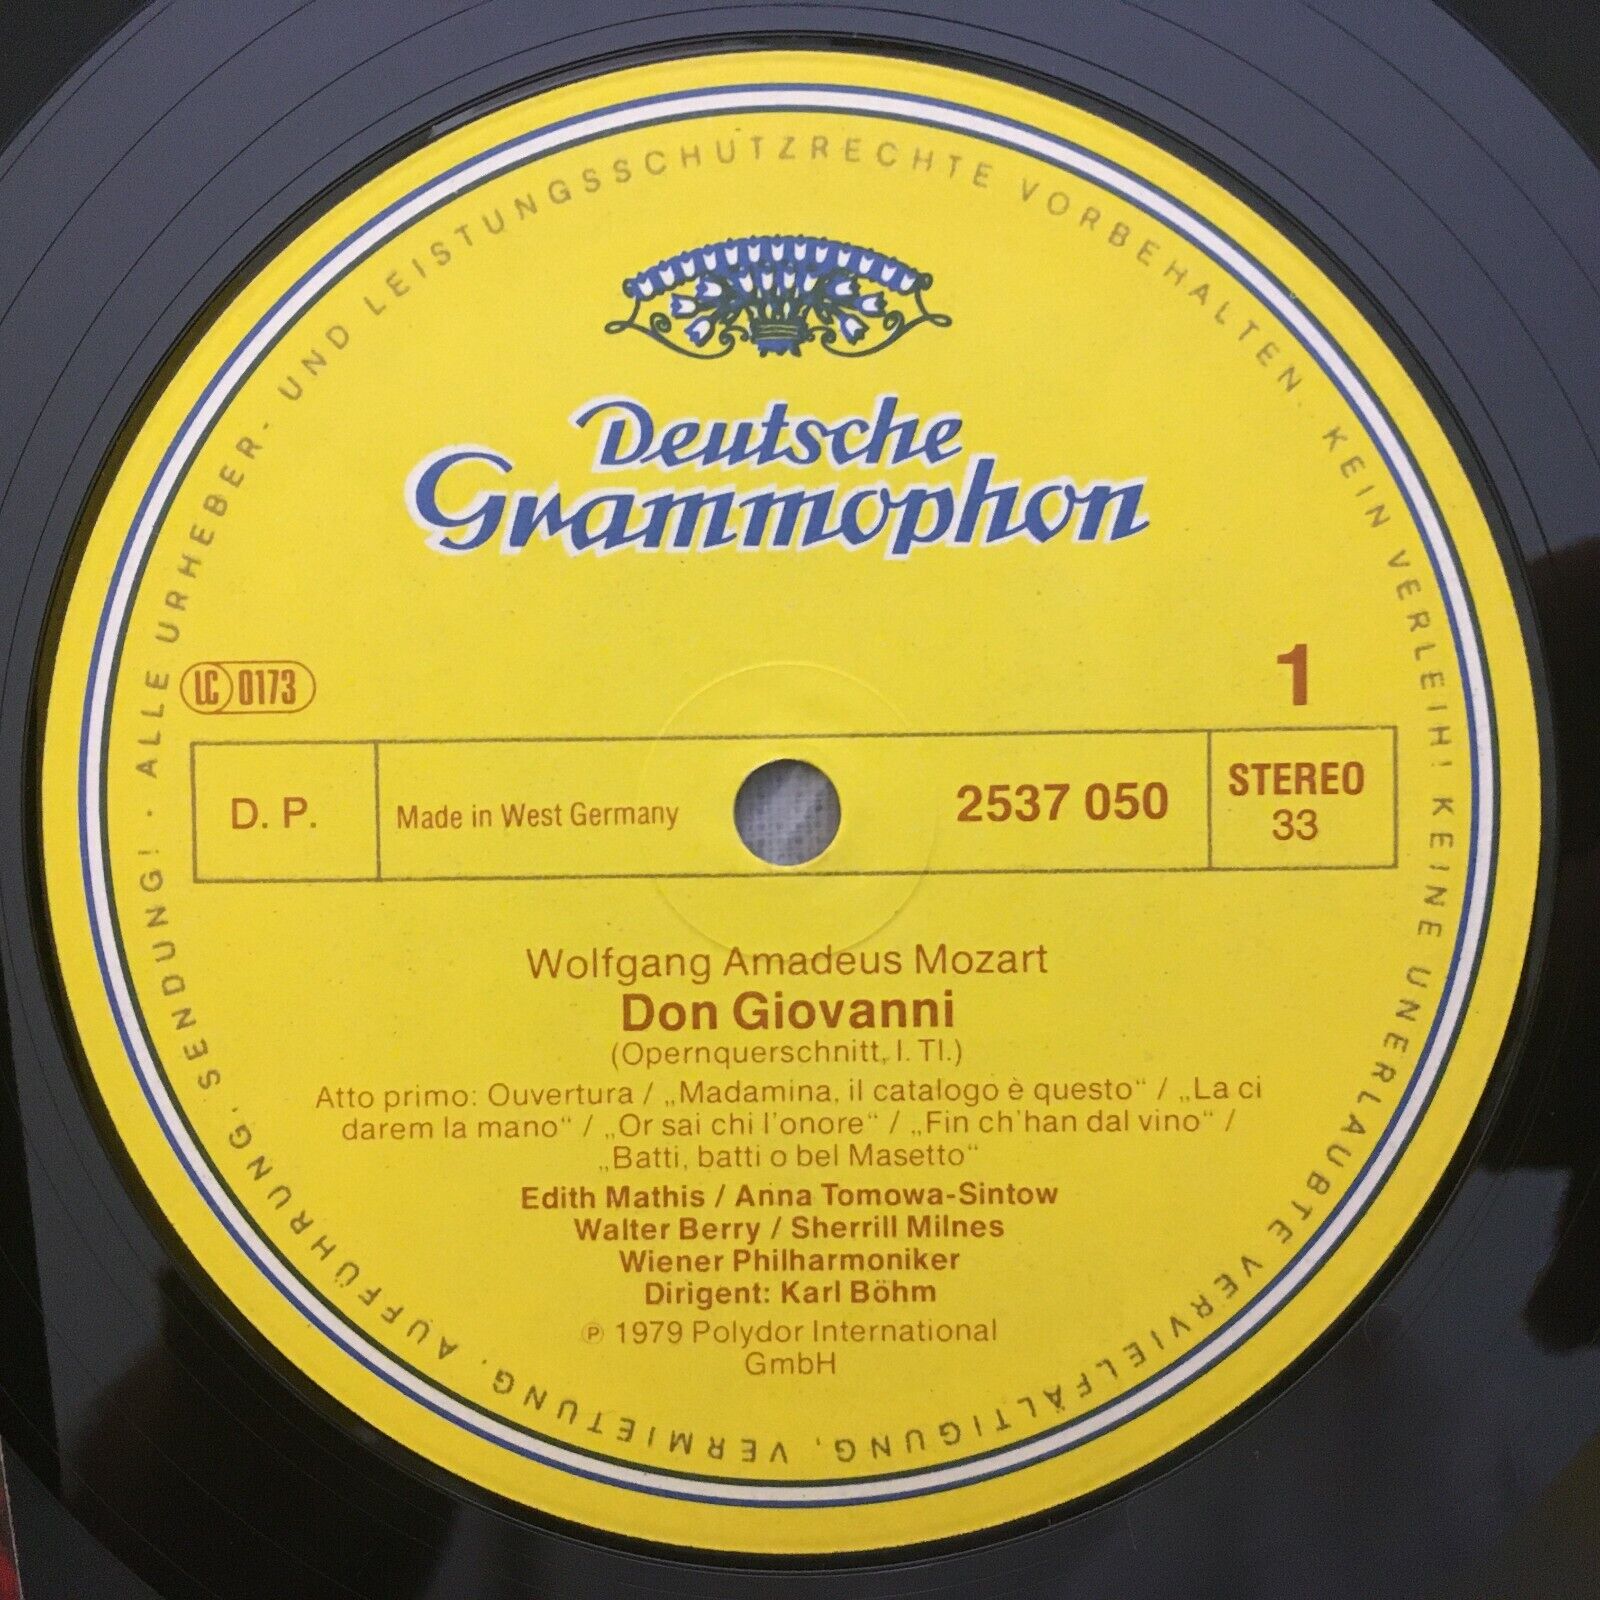 ALLE URHEBER- UND LEISTUNGSSCHUTZRECHTE VORBEHALTEN. KEIN VERLEIH! KEINE UNERLAUBTE VERVIELFÄLTIGUNG, VERMIETUNG, AUFFÜHRUNG, SENDUNG! ·
Deutsche
Grammophon
LC 0173
1
D. P.
Made in West Germany
2537 050
STEREO
33
Wolfgang Amadeus Mozart
Don Giovanni
(Opernquerschnitt, I. Tl.)
Atto primo: Ouvertura / „Madamina, il catalogo è questo“ / „La ci
darem la mano“ / „Or sai chi l'onore“ / „Fin ch'han dal vino“ /
„Batti, batti o bel Masetto“
Edith Mathis / Anna Tomowa-Sintow
Walter Berry / Sherrill Milnes
Wiener Philharmoniker
Dirigent: Karl Böhm
℗ 1979 Polydor International
GmbH